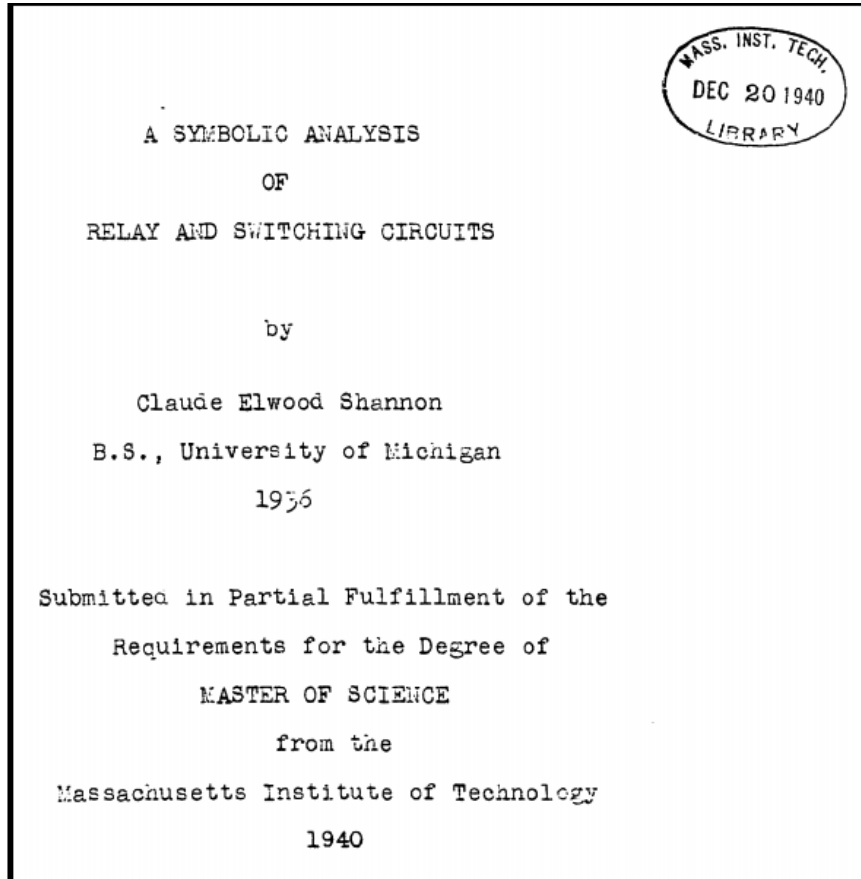 MASS. INST. TECH.
DEC 20 1940
LIBRARY
A SYMBOLIC ANALYSIS
OF
RELAY AND SWITCHING CIRCUITS
by
Claude Elwood Shannon
B.S., University of Michigan
1936
Submitted in Partial Fulfillment of the
Requirements for the Degree of
MASTER OF SCIENCE
from the
Massachusetts Institute of Technology
1940